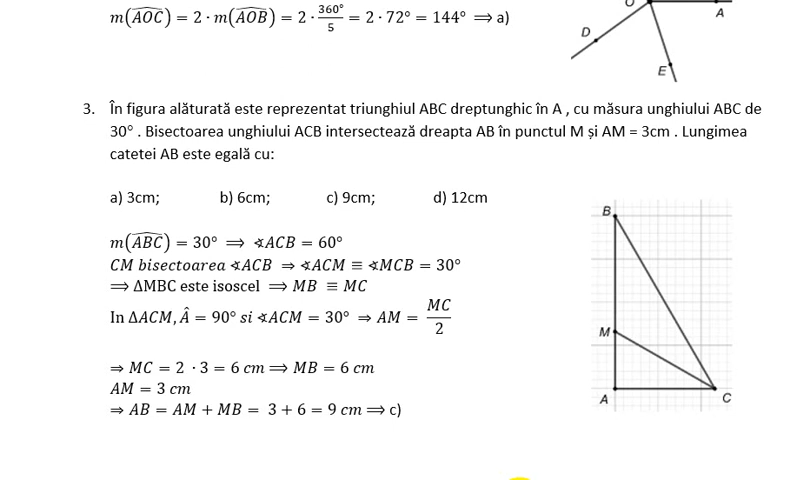 m(AOC) = 2 · m(AOB) = 2 · 360°/5 = 2 · 72° = 144° ⟹ a)
O
A
D
E
3. În figura alăturată este reprezentat triunghiul ABC dreptunghic în A , cu măsura unghiului ABC de
30° . Bisectoarea unghiului ACB intersectează dreapta AB în punctul M și AM = 3cm . Lungimea
catetei AB este egală cu:
a) 3cm; b) 6cm; c) 9cm; d) 12cm
m(ABC) = 30° ⟹ ∢ACB = 60°
CM bisectoarea ∢ACB ⇒ ∢ACM ≡ ∢MCB = 30°
⟹ ΔMBC este isoscel ⟹ MB ≡ MC
In ΔACM, Â = 90° si ∢ACM = 30° ⇒ AM = MC/2
⇒ MC = 2 · 3 = 6 cm ⟹ MB = 6 cm
AM = 3 cm
⇒ AB = AM + MB = 3 + 6 = 9 cm ⟹ c)
B
M
A
C